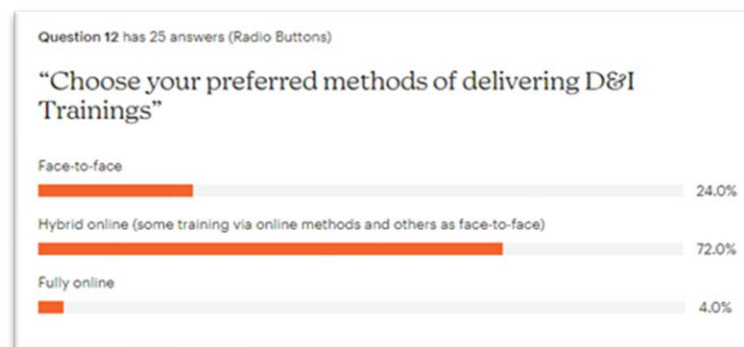 Question 12 has 25 answers (Radio Buttons)
“Choose your preferred methods of delivering D&I
Trainings”
Face-to-face
24.0%
Hybrid online (some training via online methods and others as face-to-face)
72.0%
Fully online
4.0%